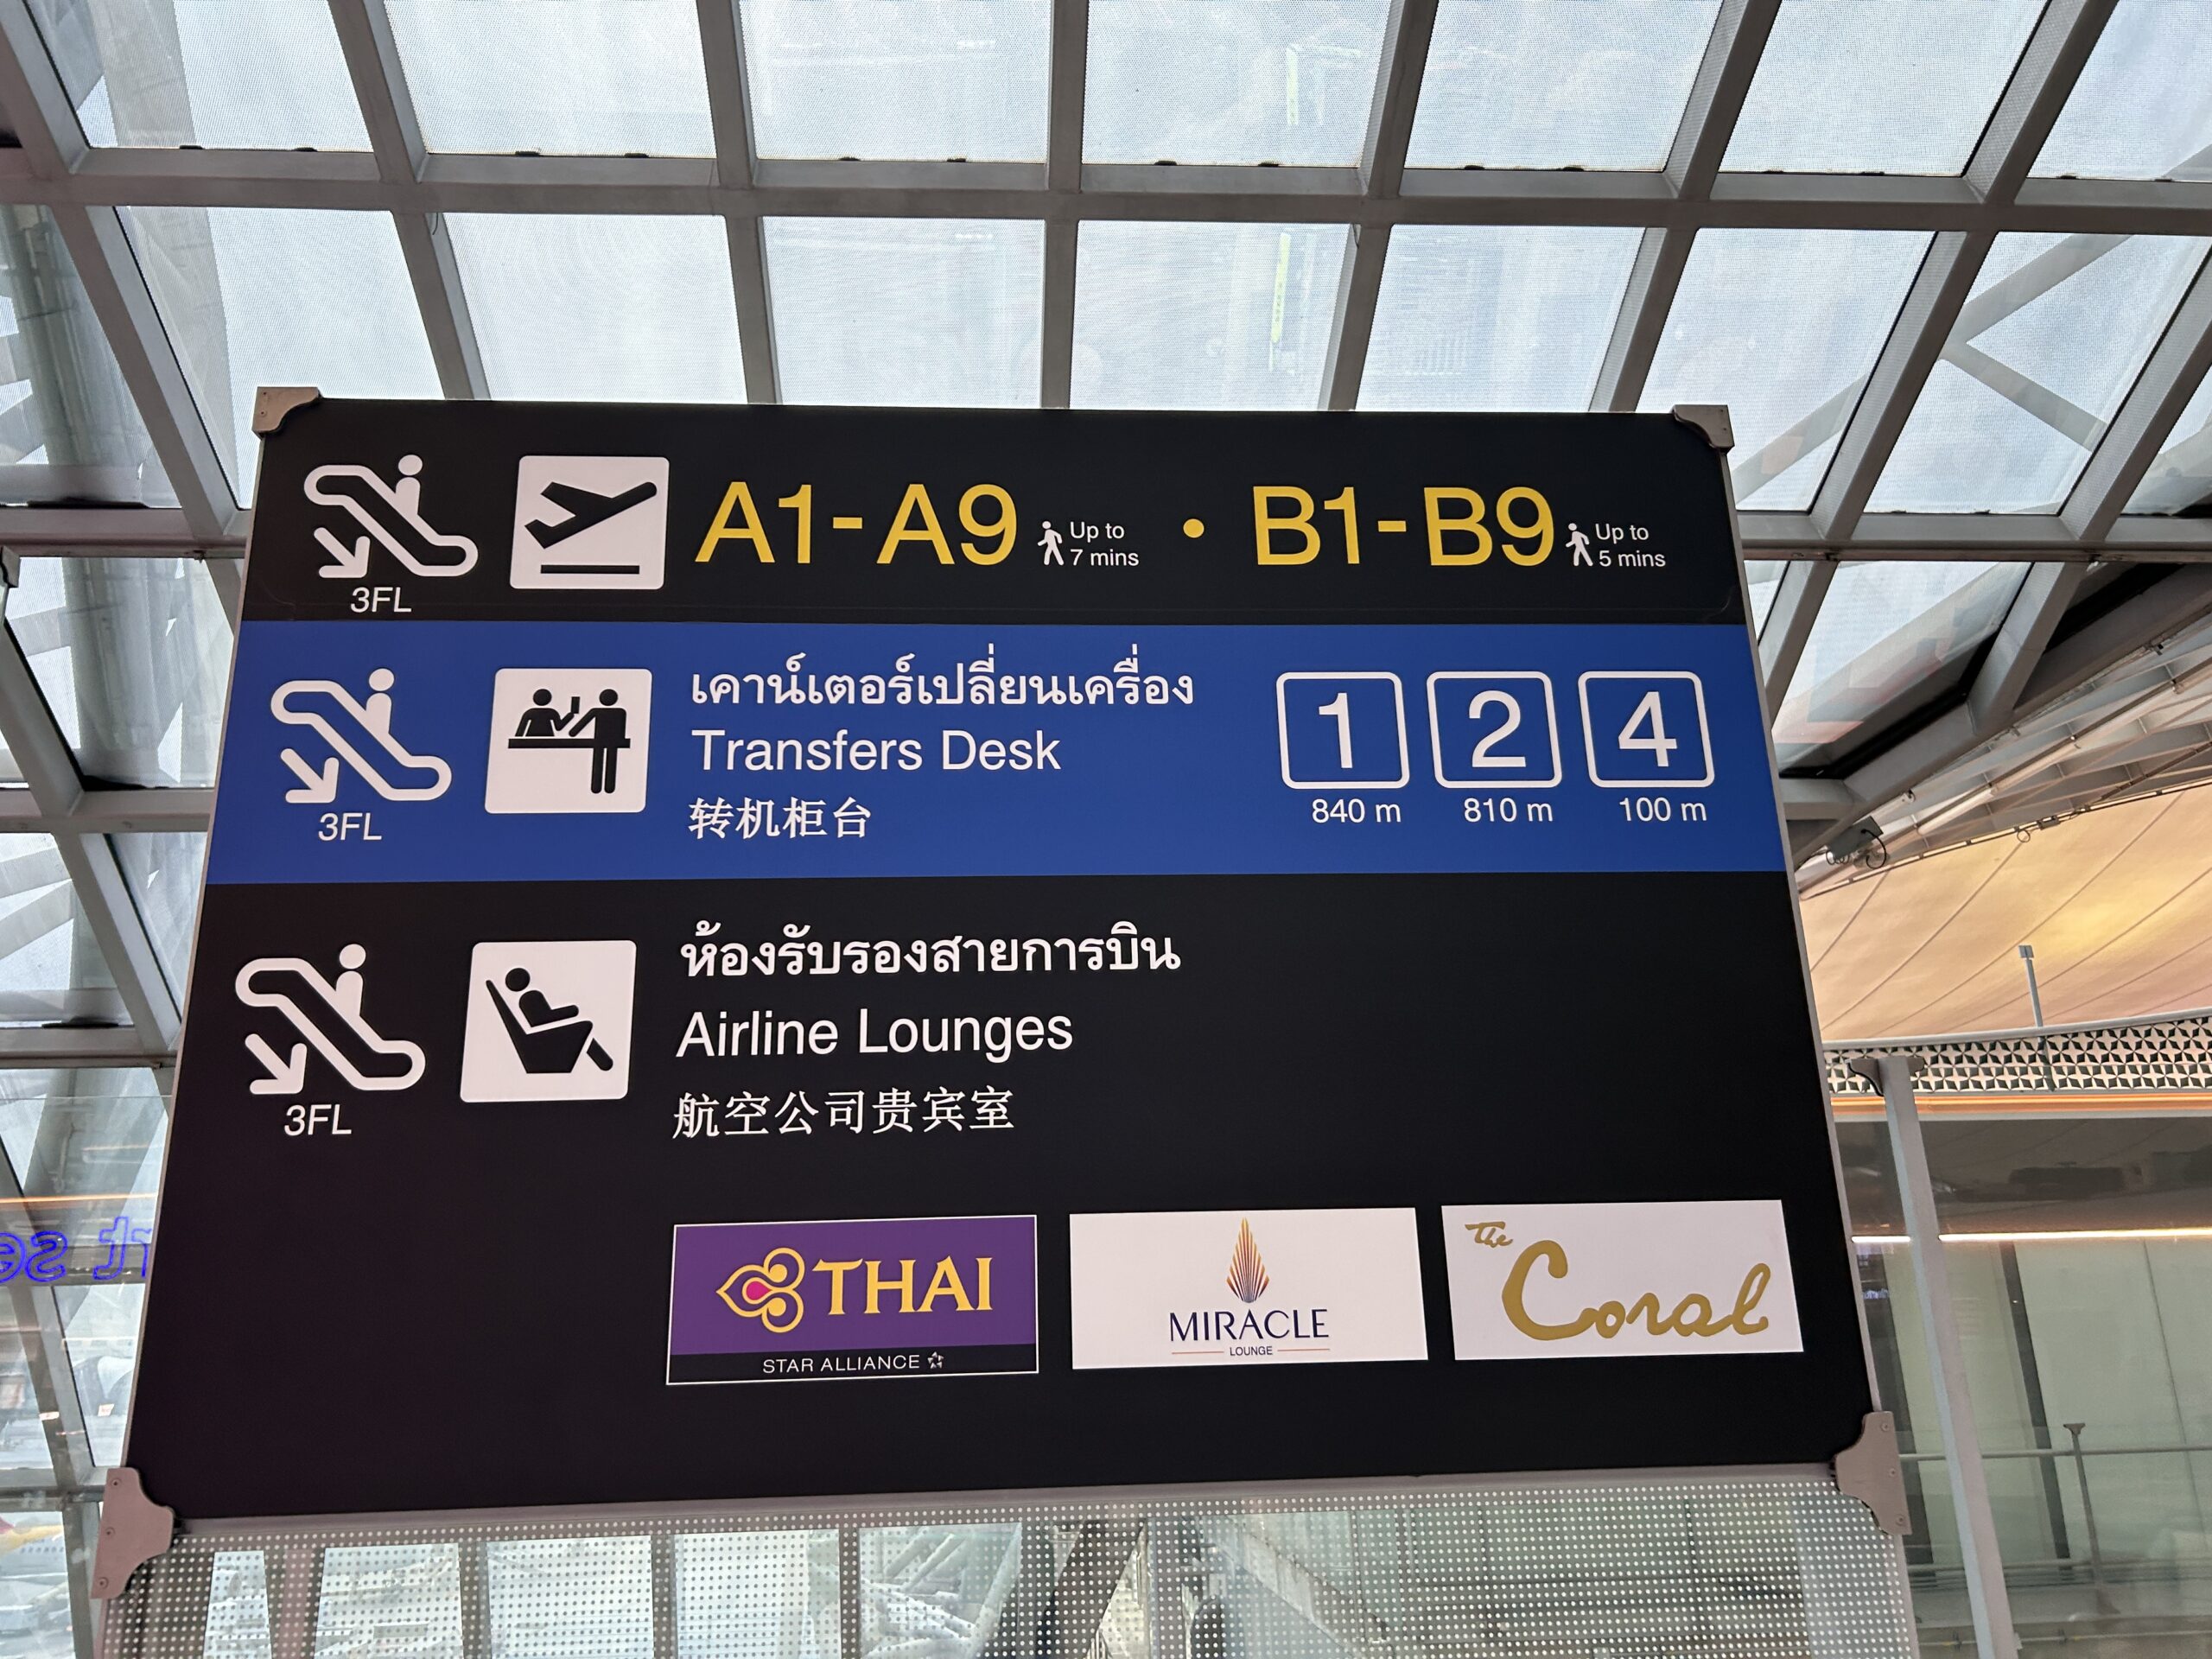 3FL
A1-A9 Up to 7 mins • B1-B9 Up to 5 mins
3FL
เคาน์เตอร์เปลี่ยนเครื่อง
Transfers Desk
转机柜台
1 2 4
840 m 810 m 100 m
3FL
ห้องรับรองสายการบิน
Airline Lounges
航空公司贵宾室
THAI
STAR ALLIANCE
MIRACLE
LOUNGE
The
Coral